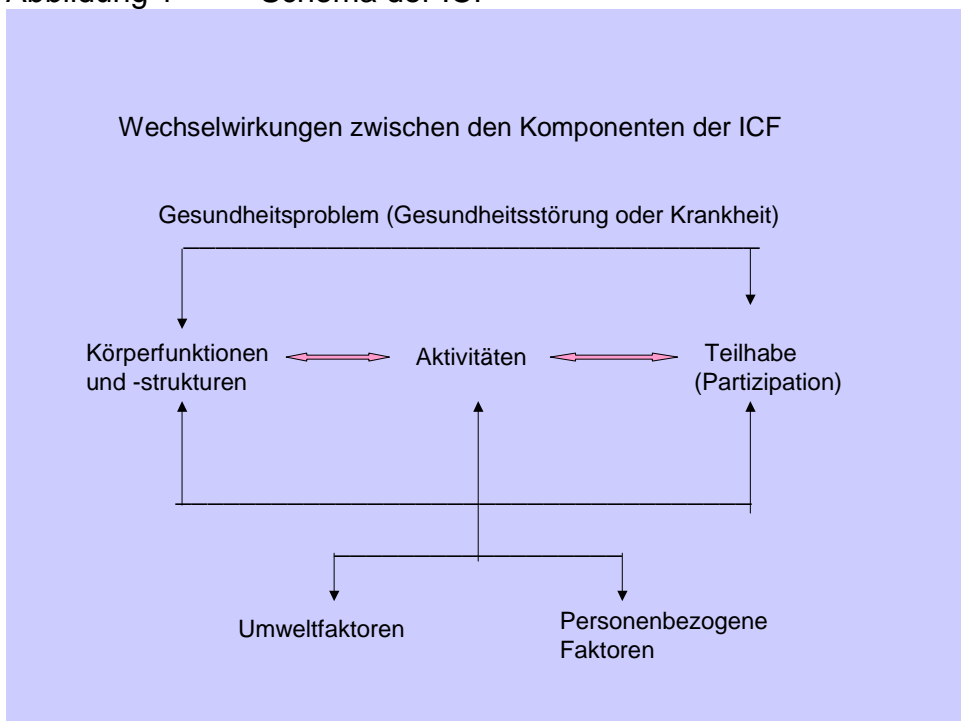 Wechselwirkungen zwischen den Komponenten der ICF
Gesundheitsproblem (Gesundheitsstörung oder Krankheit)
Körperfunktionen
und -strukturen
Aktivitäten
Teilhabe
(Partizipation)
Umweltfaktoren
Personenbezogene
Faktoren